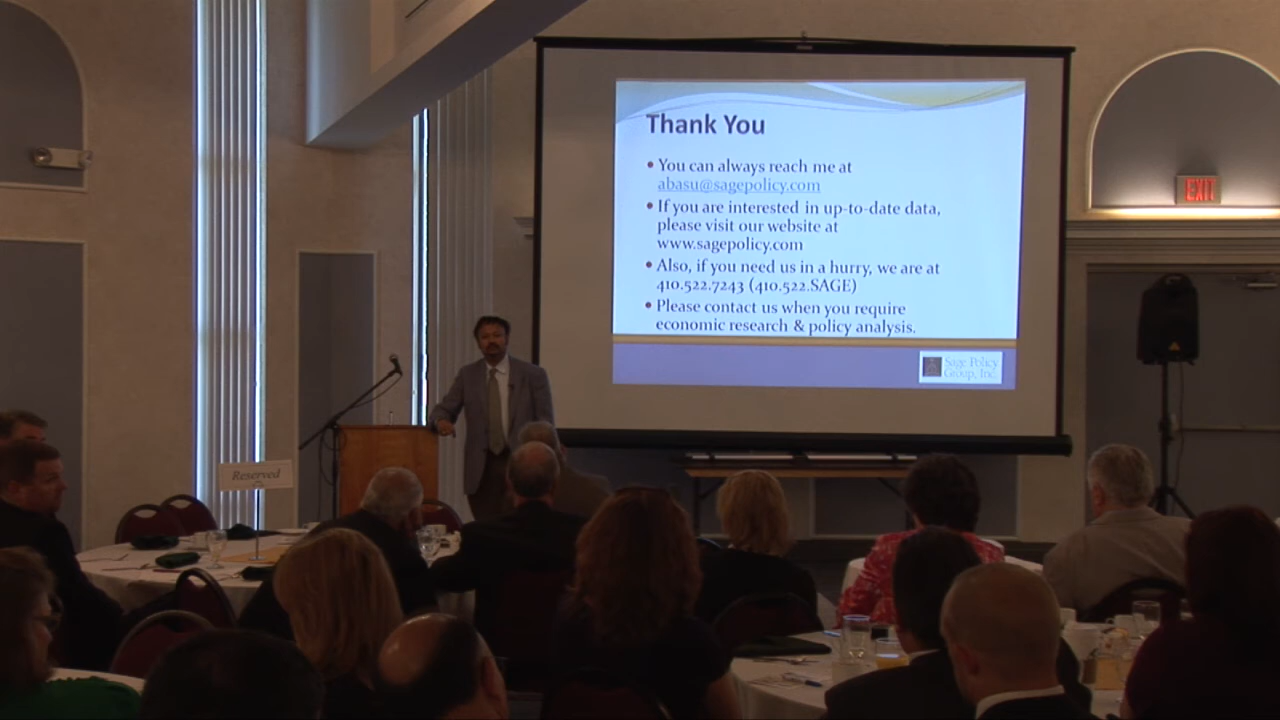 Thank You
• You can always reach me at
abasu@sagepolicy.com
• If you are interested in up-to-date data,
please visit our website at
www.sagepolicy.com
• Also, if you need us in a hurry, we are at
410.522.7243 (410.522.SAGE)
• Please contact us when you require
economic research & policy analysis.
Sage Policy
Group, Inc.
EXIT
Reserved